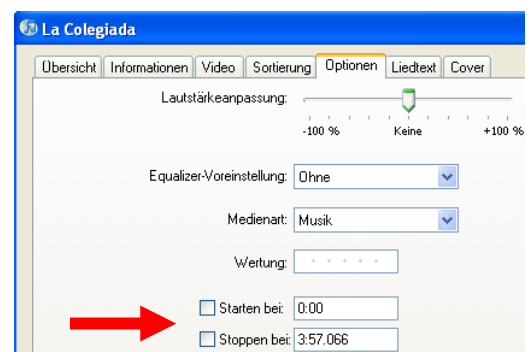 La Colegiada
Übersicht Informationen Video Sortierung Optionen Liedtext Cover
Lautstärkeanpassung:
-100 % Keine +100 %
Equalizer-Voreinstellung: Ohne
Medienart: Musik
Wertung:
Starten bei: 0:00
Stoppen bei: 3:57.066